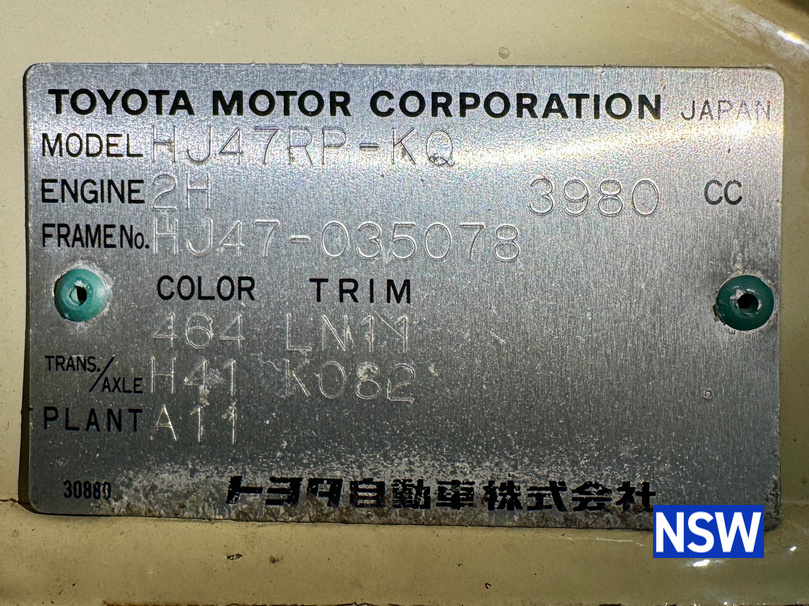 TOYOTA MOTOR CORPORATION JAPAN
MODEL HJ47RP-KQ
ENGINE 2H 3980 CC
FRAME No. HJ47-035078
COLOR TRIM
464 LN11
TRANS./AXLE H41 K082
PLANT A11
30880 トヨタ自動車株式会社
NSW